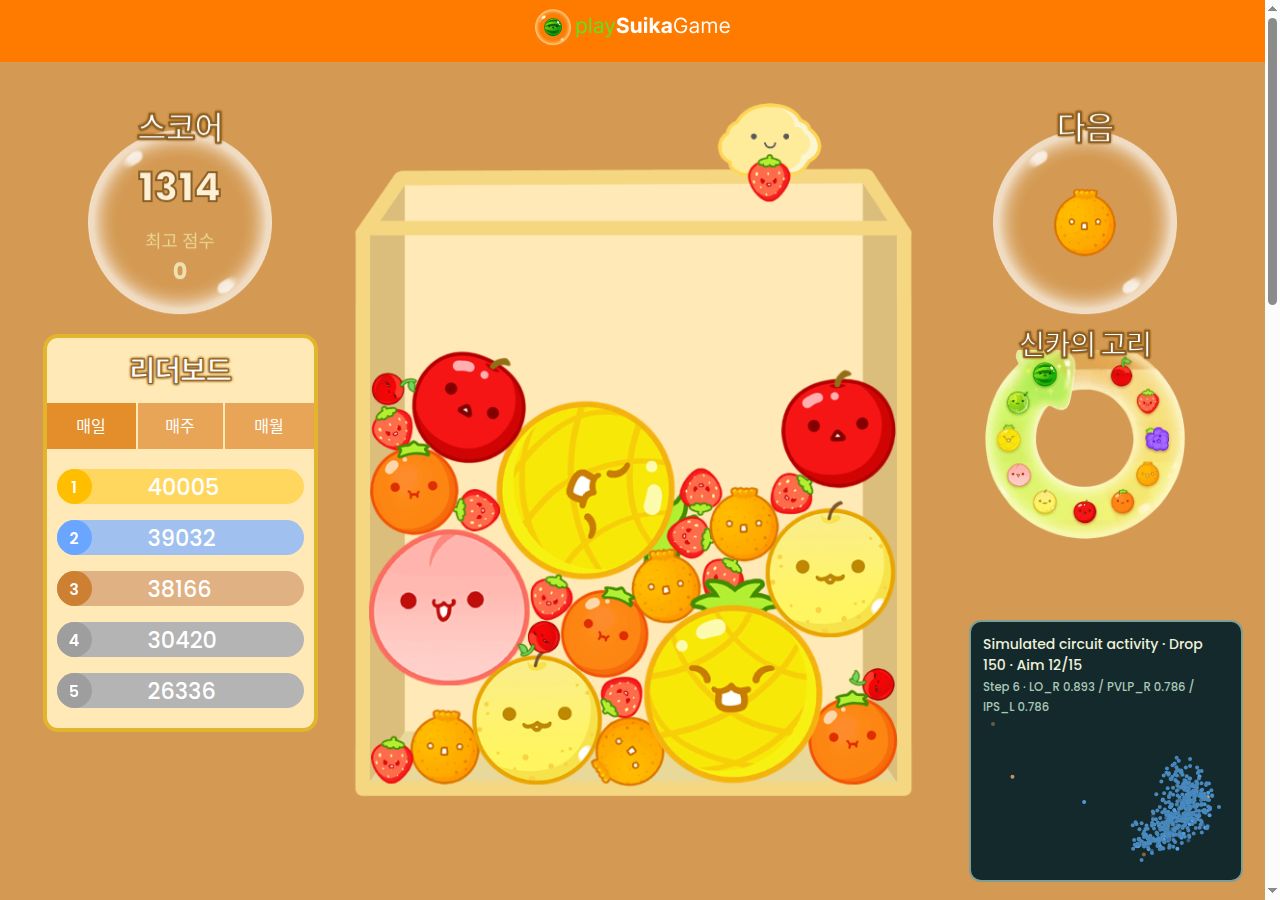 playSuikaGame
스코어
1314
최고 점수
0
다음
신카의 고리
리더보드
매일 매주 매월
1 40005
2 39032
3 38166
4 30420
5 26336
Simulated circuit activity · Drop
150 · Aim 12/15
Step 6 · LO_R 0.893 / PVLP_R 0.786 /
IPS_L 0.786